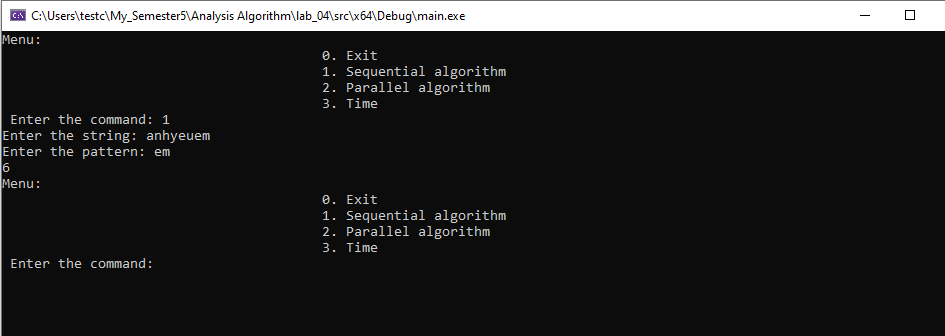 C:\Users\testc\My_Semester5\Analysis Algorithm\lab_04\src\x64\Debug\main.exe
Menu:
0. Exit
1. Sequential algorithm
2. Parallel algorithm
3. Time
Enter the command: 1
Enter the string: anhyeuem
Enter the pattern: em
6
Menu:
0. Exit
1. Sequential algorithm
2. Parallel algorithm
3. Time
Enter the command: